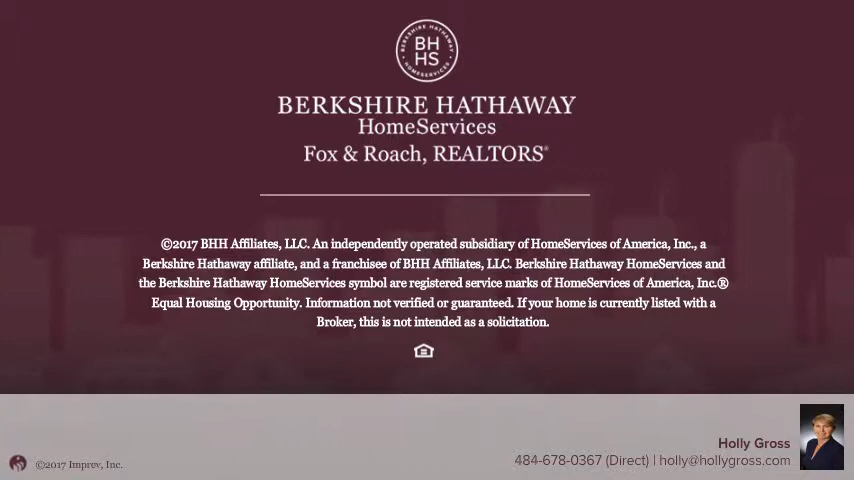 BERKSHIRE HATHAWAY
HOMESERVICES
BH
HS
BERKSHIRE HATHAWAY
HomeServices
Fox & Roach, REALTORS®
©2017 BHH Affiliates, LLC. An independently operated subsidiary of HomeServices of America, Inc., a
Berkshire Hathaway affiliate, and a franchisee of BHH Affiliates, LLC. Berkshire Hathaway HomeServices and
the Berkshire Hathaway HomeServices symbol are registered service marks of HomeServices of America, Inc.®
Equal Housing Opportunity. Information not verified or guaranteed. If your home is currently listed with a
Broker, this is not intended as a solicitation.
Holly Gross
484-678-0367 (Direct) | holly@hollygross.com
©2017 Imprev, Inc.